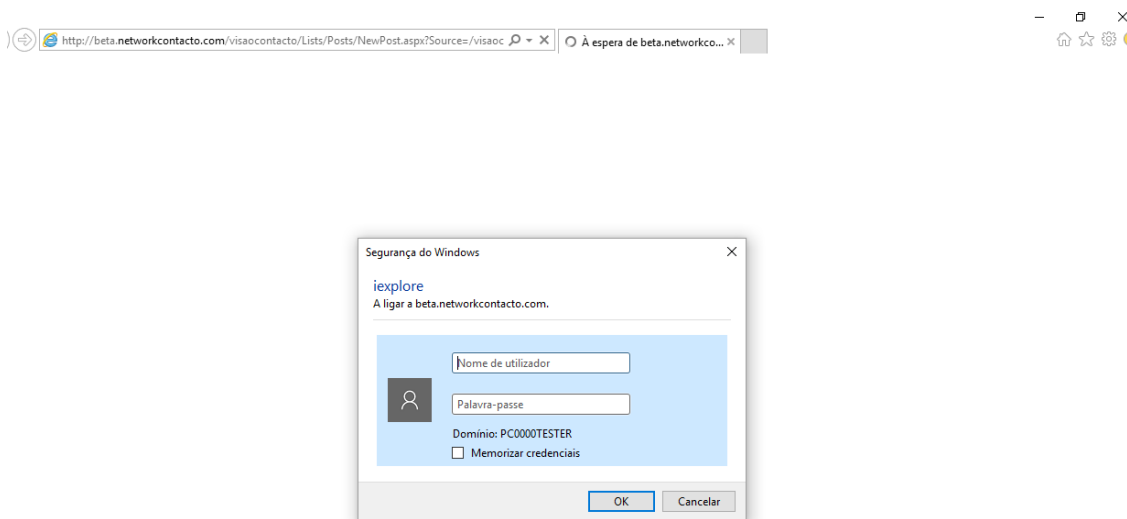 http://beta.networkcontacto.com/visaocontacto/Lists/Posts/NewPost.aspx?Source=/visaoc
À espera de beta.networkco...
Segurança do Windows
iexplore
A ligar a beta.networkcontacto.com.
Nome de utilizador
Palavra-passe
Domínio: PC0000TESTER
Memorizar credenciais
OK Cancelar